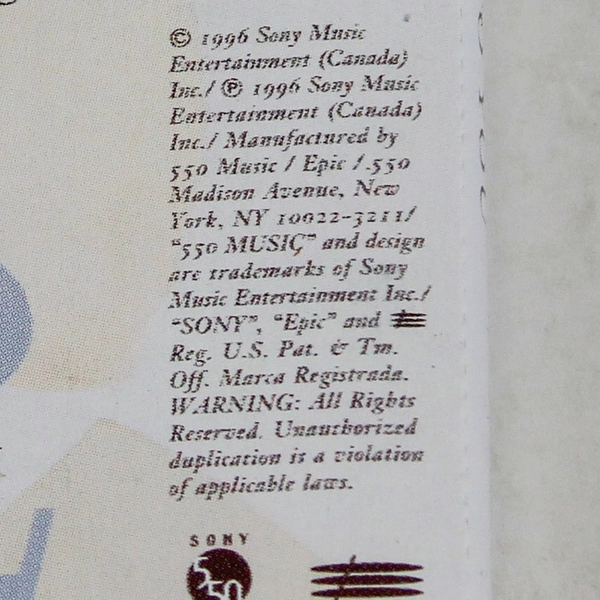 © 1996 Sony Music
Entertainment (Canada)
Inc./ ℗ 1996 Sony Music
Entertainment (Canada)
Inc./ Manufactured by
550 Music / Epic / 550
Madison Avenue, New
York, NY 10022-3211/
"550 MUSIC" and design
are trademarks of Sony
Music Entertainment Inc./
"SONY", "Epic" and
Reg. U.S. Pat. & Tm.
Off. Marca Registrada.
WARNING: All Rights
Reserved. Unauthorized
duplication is a violation
of applicable laws.
SONY
550